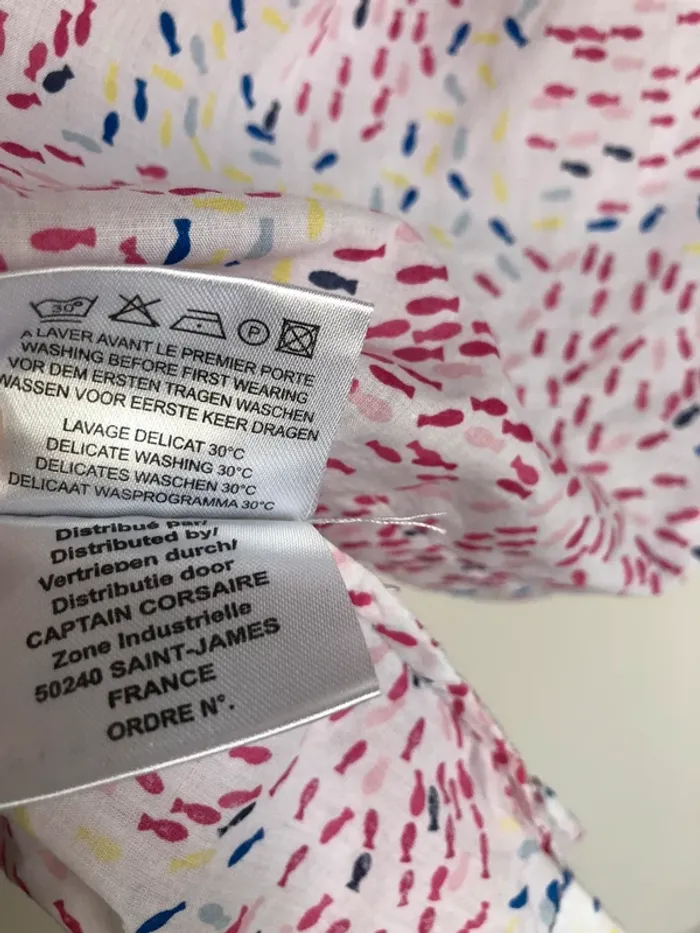 30°
P
A LAVER AVANT LE PREMIER PORTE
WASHING BEFORE FIRST WEARING
VOR DEM ERSTEN TRAGEN WASCHEN
WASSEN VOOR EERSTE KEER DRAGEN
LAVAGE DELICAT 30°C
DELICATE WASHING 30°C
DELICATES WASCHEN 30°C
DELICAAT WASPROGRAMMA 30°C
Distribué par/
Distributed by/
Vertrieben durch/
Distributie door
CAPTAIN CORSAIRE
Zone Industrielle
50240 SAINT-JAMES
FRANCE
ORDRE N°.